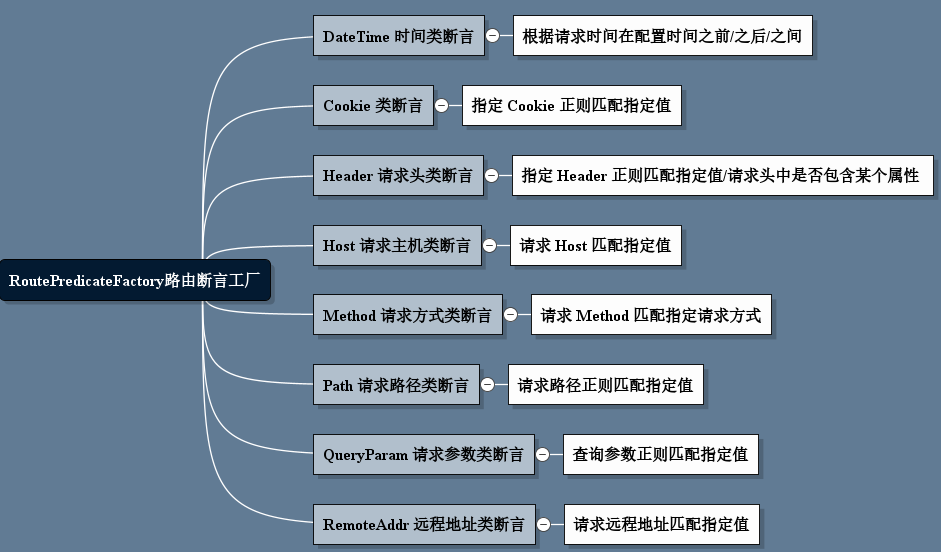 DateTime 时间类断言
根据请求时间在配置时间之前/之后/之间
Cookie 类断言
指定 Cookie 正则匹配指定值
Header 请求头类断言
指定 Header 正则匹配指定值/请求头中是否包含某个属性
Host 请求主机类断言
请求 Host 匹配指定值
RoutePredicateFactory路由断言工厂
Method 请求方式类断言
请求 Method 匹配指定请求方式
Path 请求路径类断言
请求路径正则匹配指定值
QueryParam 请求参数类断言
查询参数正则匹配指定值
RemoteAddr 远程地址类断言
请求远程地址匹配指定值